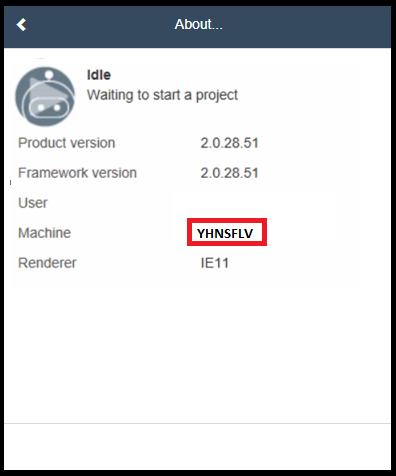 About...
Idle
Waiting to start a project
Product version 2.0.28.51
Framework version 2.0.28.51
User
Machine YHNSFLV
Renderer IE11